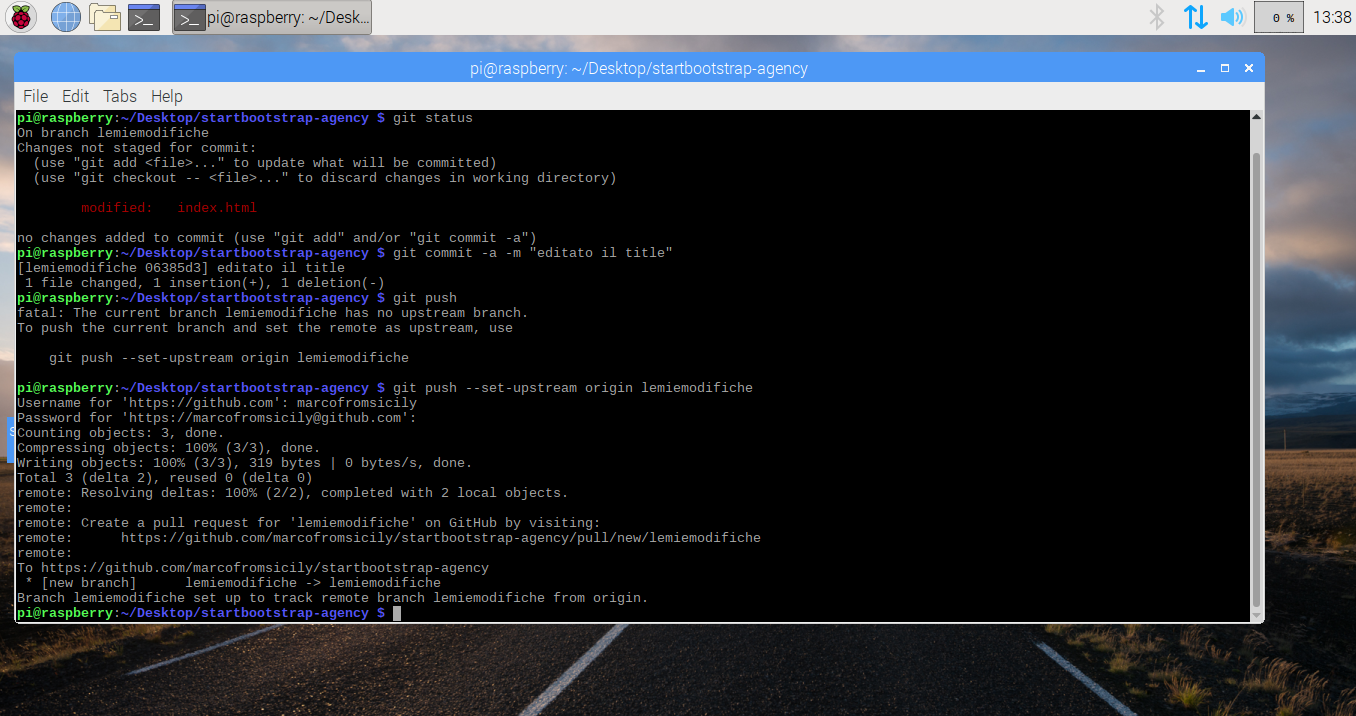 pi@raspberry: ~/Desk...
0 %
13:38
pi@raspberry: ~/Desktop/startbootstrap-agency
File Edit Tabs Help
pi@raspberry:~/Desktop/startbootstrap-agency $ git status
On branch lemiemodifiche
Changes not staged for commit:
  (use "git add <file>..." to update what will be committed)
  (use "git checkout -- <file>..." to discard changes in working directory)
        modified:   index.html
no changes added to commit (use "git add" and/or "git commit -a")
pi@raspberry:~/Desktop/startbootstrap-agency $ git commit -a -m "editato il title"
[lemiemodifiche 06385d3] editato il title
 1 file changed, 1 insertion(+), 1 deletion(-)
pi@raspberry:~/Desktop/startbootstrap-agency $ git push
fatal: The current branch lemiemodifiche has no upstream branch.
To push the current branch and set the remote as upstream, use
    git push --set-upstream origin lemiemodifiche
pi@raspberry:~/Desktop/startbootstrap-agency $ git push --set-upstream origin lemiemodifiche
Username for 'https://github.com': marcofromsicily
Password for 'https://marcofromsicily@github.com':
Counting objects: 3, done.
Compressing objects: 100% (3/3), done.
Writing objects: 100% (3/3), 319 bytes | 0 bytes/s, done.
Total 3 (delta 2), reused 0 (delta 0)
remote: Resolving deltas: 100% (2/2), completed with 2 local objects.
remote:
remote: Create a pull request for 'lemiemodifiche' on GitHub by visiting:
remote:      https://github.com/marcofromsicily/startbootstrap-agency/pull/new/lemiemodifiche
remote:
To https://github.com/marcofromsicily/startbootstrap-agency
 * [new branch]      lemiemodifiche -> lemiemodifiche
Branch lemiemodifiche set up to track remote branch lemiemodifiche from origin.
pi@raspberry:~/Desktop/startbootstrap-agency $